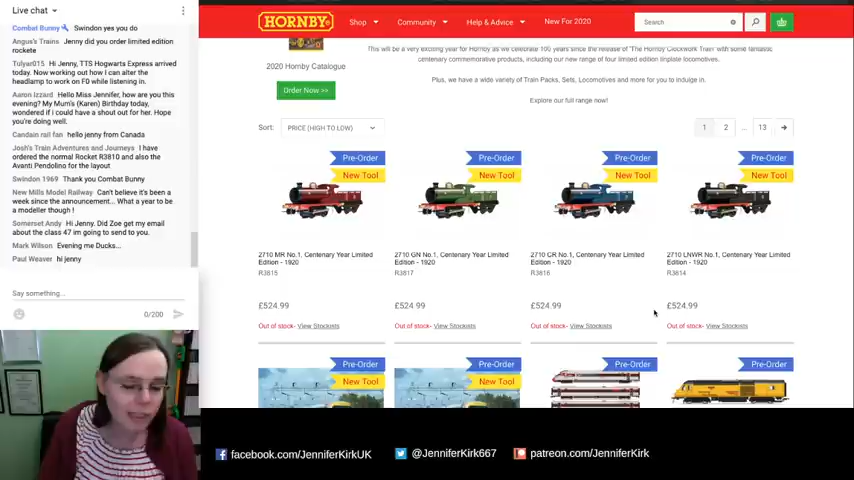 Live chat
Combat Bunny Swindon yes you do
Angus's Trains Jenny did you order limited edition
rockete
Tulyar015 Hi Jenny, TTS Hogwarts Express arrived
today. Now working out how I can alter the
headlamp to work on F0 while listening in.
Aaron Izzard Hello Miss Jennifer, how are you this
evening? My Mum's (Karen) Birthday today,
wondered if i could have a shout out for her. Hope
you're doing well.
Candain rail fan hello jenny from Canada
Josh's Train Adventures and Journeys I have
ordered the normal Rocket R3810 and also the
Avanti Pendolino for the layout
Swindon 1969 Thank you Combat Bunny
New Mills Model Railway Can't believe it's been a
week since the announcement... What a year to be
a modeller though !
Somerset Andy Hi Jenny. Did Zoe get my email
about the class 47 im going to send you.
Mark Wilson Evening me Ducks...
Paul Weaver hi jenny
Say something...
0/200
HORNBY
Shop Community Help & Advice New For 2020
Search
2020 Hornby Catalogue
Order Now >>
This will be a very exciting year for Hornby as we celebrate 100 years since the release of "The Hornby Clockwork Train" with some fantastic
centenary commemorative products, including our new range of four limited edition tinplate locomotives.
Plus, we have a wide variety of Train Packs, Sets, Locomotives and more for you to indulge in.
Explore our full range now!
Sort: PRICE (HIGH TO LOW)
1 2 ... 13
Pre-Order Pre-Order Pre-Order Pre-Order
New Tool New Tool New Tool New Tool
2710 MR No.1, Centenary Year Limited
Edition - 1920
R3815
£524.99
Out of stock- View Stockists
2710 GN No.1, Centenary Year Limited
Edition - 1920
R3817
£524.99
Out of stock- View Stockists
2710 CR No.1, Centenary Year Limited
Edition - 1920
R3816
£524.99
Out of stock- View Stockists
2710 LNWR No.1, Centenary Year Limited
Edition - 1920
R3814
£524.99
Out of stock- View Stockists
Pre-Order Pre-Order Pre-Order Pre-Order
New Tool New Tool
facebook.com/JenniferKirkUK
@JenniferKirk667
patreon.com/JenniferKirk